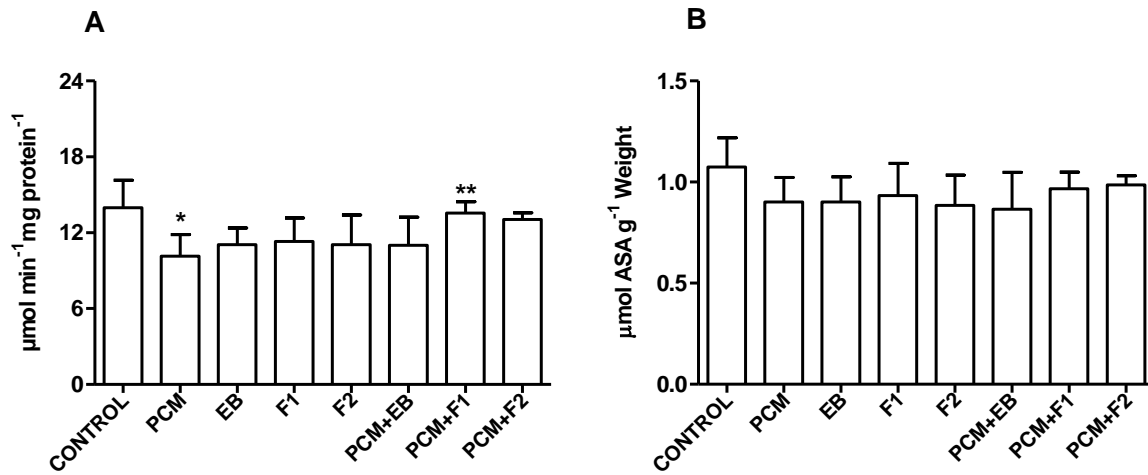 A
µmol min⁻¹ mg protein⁻¹
24
18
12
6
0
*
**
CONTROL
PCM
EB
F1
F2
PCM+EB
PCM+F1
PCM+F2
B
µmol ASA g⁻¹ Weight
1.5
1.0
0.5
0.0
CONTROL
PCM
EB
F1
F2
PCM+EB
PCM+F1
PCM+F2